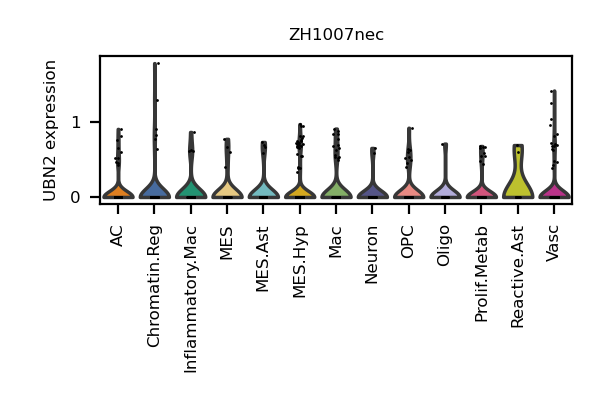 ZH1007nec
UBN2 expression
1
0
AC
Chromatin.Reg
Inflammatory.Mac
MES
MES.Ast
MES.Hyp
Mac
Neuron
OPC
Oligo
Prolif.Metab
Reactive.Ast
Vasc